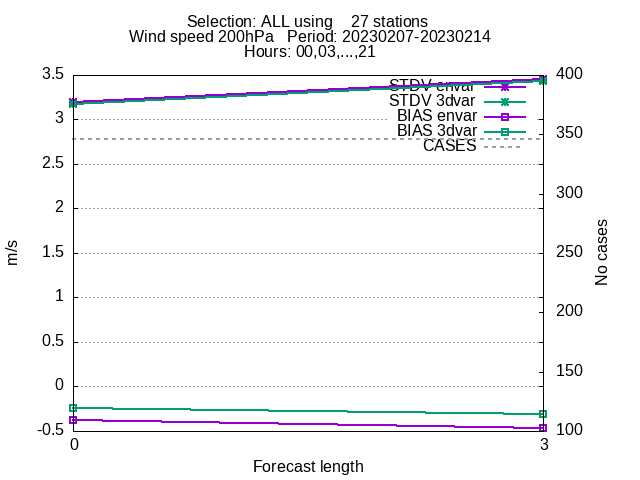 Selection: ALL using    27 stations
Wind speed 200hPa   Period: 20230207-20230214
Hours: 00,03,...,21
3.5
3
2.5
2
1.5
1
0.5
0
-0.5
m/s
400
350
300
250
200
150
100
No cases
STDV envar
STDV 3dvar
BIAS envar
BIAS 3dvar
CASES
0
3
Forecast length